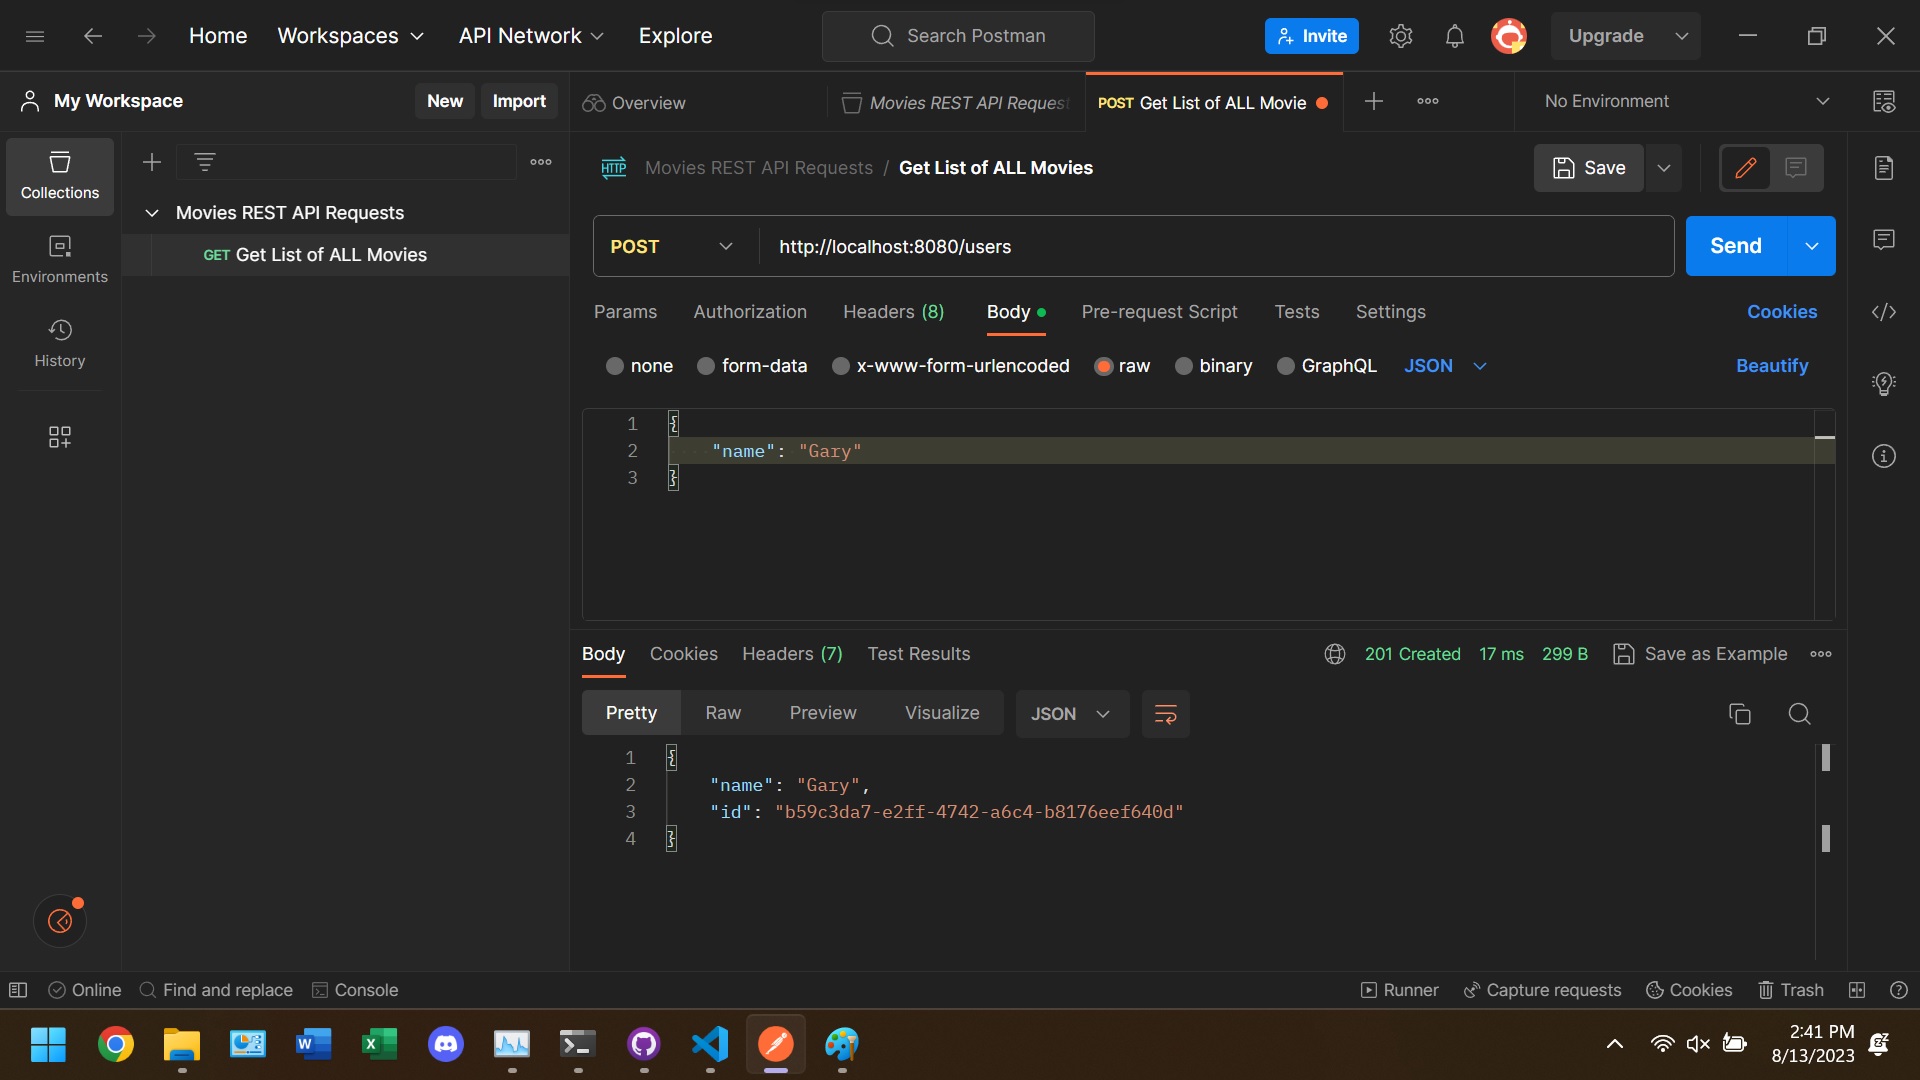 Home Workspaces API Network Explore Search Postman Invite Upgrade
My Workspace New Import Overview Movies REST API Request POST Get List of ALL Movie No Environment
Collections
Movies REST API Requests / Get List of ALL Movies Save
Movies REST API Requests
GET Get List of ALL Movies
POST http://localhost:8080/users Send
Environments
Params Authorization Headers (8) Body Pre-request Script Tests Settings Cookies
History
none form-data x-www-form-urlencoded raw binary GraphQL JSON Beautify
1 {
2 "name": "Gary"
3 }
Body Cookies Headers (7) Test Results 201 Created 17 ms 299 B Save as Example
Pretty Raw Preview Visualize JSON
1 {
2 "name": "Gary",
3 "id": "b59c3da7-e2ff-4742-a6c4-b8176eef640d"
4 }
Online Find and replace Console Runner Capture requests Cookies Trash
2:41 PM
8/13/2023